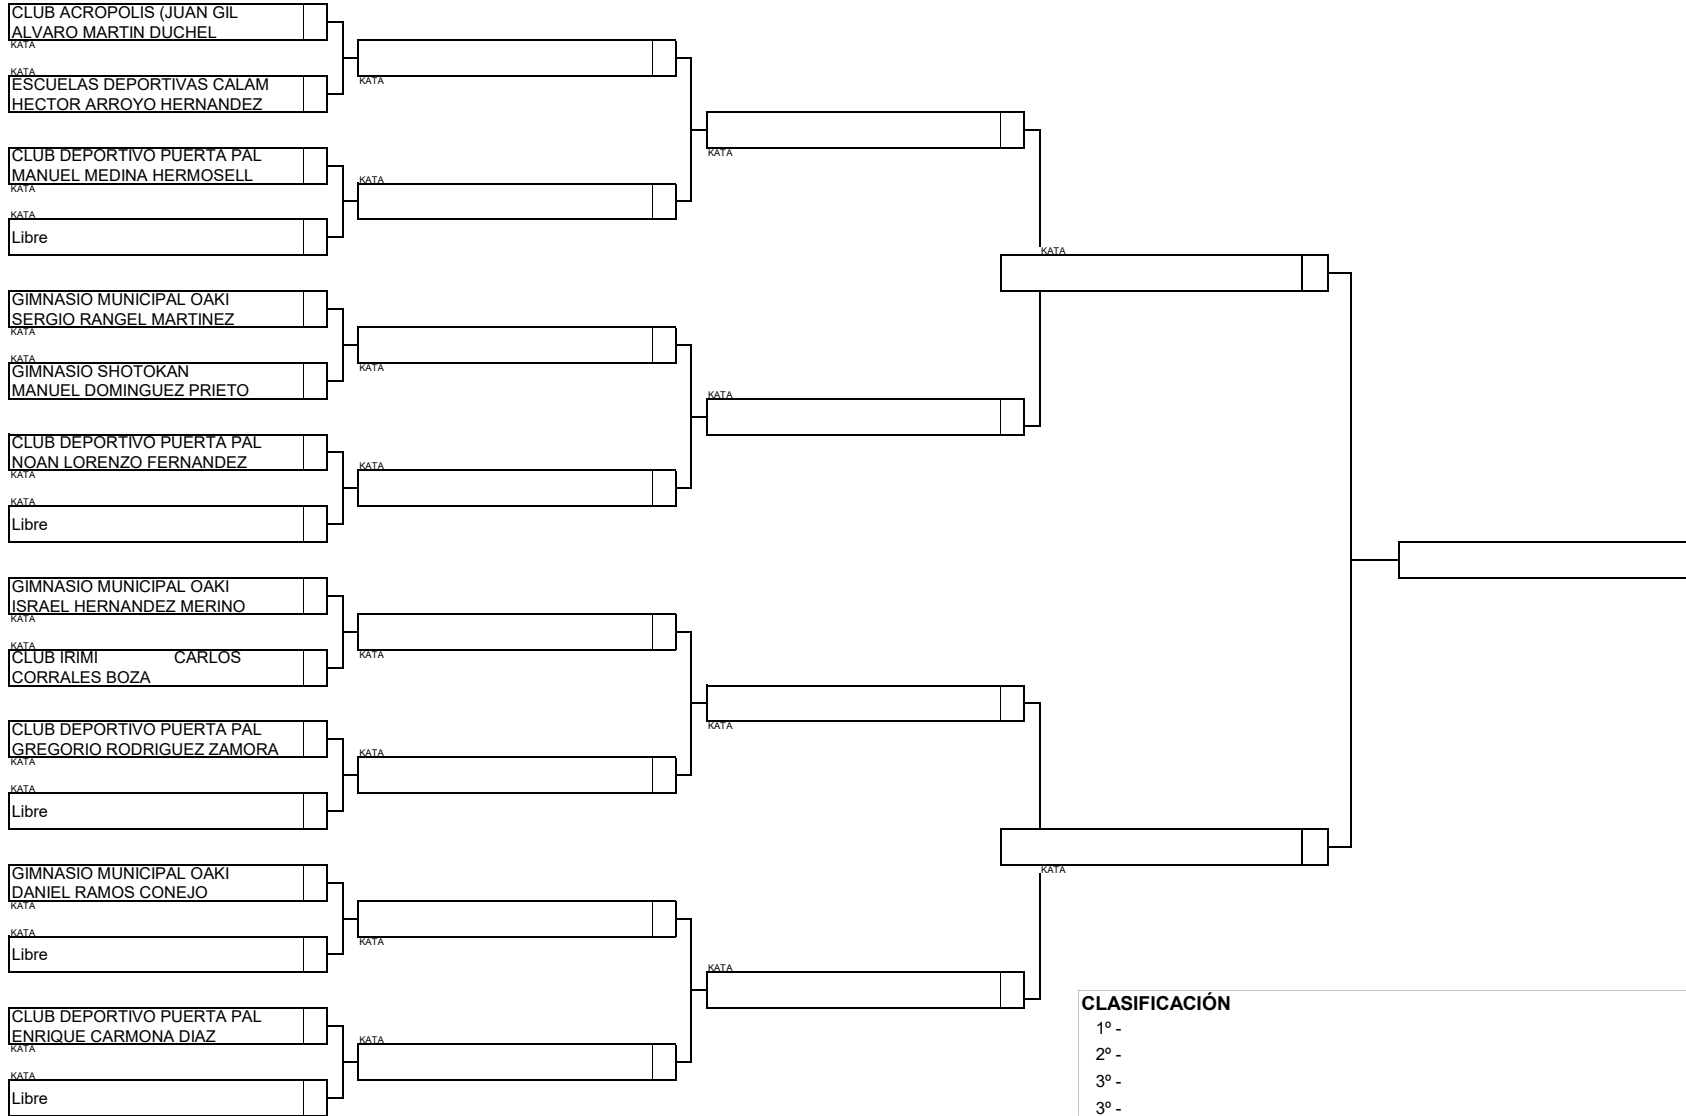 CLUB ACROPOLIS (JUAN GIL
ALVARO MARTIN DUCHEL
KATA
KATA
KATA
ESCUELAS DEPORTIVAS CALAM
HECTOR ARROYO HERNANDEZ
KATA
CLUB DEPORTIVO PUERTA PAL
MANUEL MEDINA HERMOSELL
KATA
KATA
KATA
Libre
KATA
GIMNASIO MUNICIPAL OAKI
SERGIO RANGEL MARTINEZ
KATA
KATA
KATA
GIMNASIO SHOTOKAN
MANUEL DOMINGUEZ PRIETO
KATA
CLUB DEPORTIVO PUERTA PAL
NOAN LORENZO FERNANDEZ
KATA
KATA
KATA
Libre
GIMNASIO MUNICIPAL OAKI
ISRAEL HERNANDEZ MERINO
KATA
KATA
KATA
CLUB IRIMI CARLOS
CORRALES BOZA
KATA
CLUB DEPORTIVO PUERTA PAL
GREGORIO RODRIGUEZ ZAMORA
KATA
KATA
KATA
Libre
KATA
GIMNASIO MUNICIPAL OAKI
DANIEL RAMOS CONEJO
KATA
KATA
KATA
Libre
KATA
CLUB DEPORTIVO PUERTA PAL
ENRIQUE CARMONA DIAZ
KATA
KATA
KATA
Libre
CLASIFICACIÓN
1º -
2º -
3º -
3º -